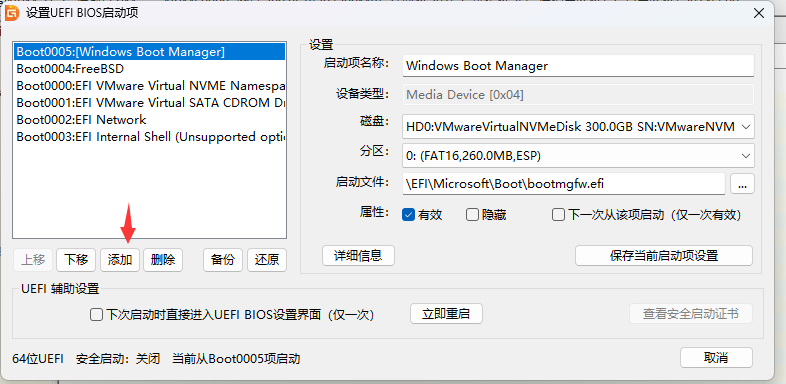 设置UEFI BIOS启动项
Boot0005:[Windows Boot Manager]
Boot0004:FreeBSD
Boot0000:EFI VMware Virtual NVME Namespa
Boot0001:EFI VMware Virtual SATA CDROM Dr
Boot0002:EFI Network
Boot0003:EFI Internal Shell (Unsupported optio
上移 下移 添加 删除 备份 还原
设置
启动项名称: Windows Boot Manager
设备类型: Media Device [0x04]
磁盘: HD0:VMwareVirtualNVMeDisk 300.0GB SN:VMwareNVM
分区: 0: (FAT16,260.0MB,ESP)
启动文件: \EFI\Microsoft\Boot\bootmgfw.efi ...
属性: 有效 隐藏 下一次从该项启动（仅一次有效）
详细信息 保存当前启动项设置
UEFI 辅助设置
下次启动时直接进入UEFI BIOS设置界面（仅一次） 立即重启 查看安全启动证书
64位UEFI 安全启动: 关闭 当前从Boot0005项启动 取消